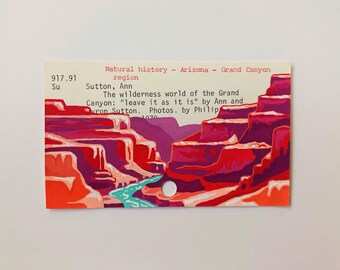 Natural history - Arizona - Grand Canyon
region
917.91
Su Sutton, Ann
The wilderness world of the Grand
Canyon: "leave it as it is" by Ann and
Sutton. Photos. by Philip